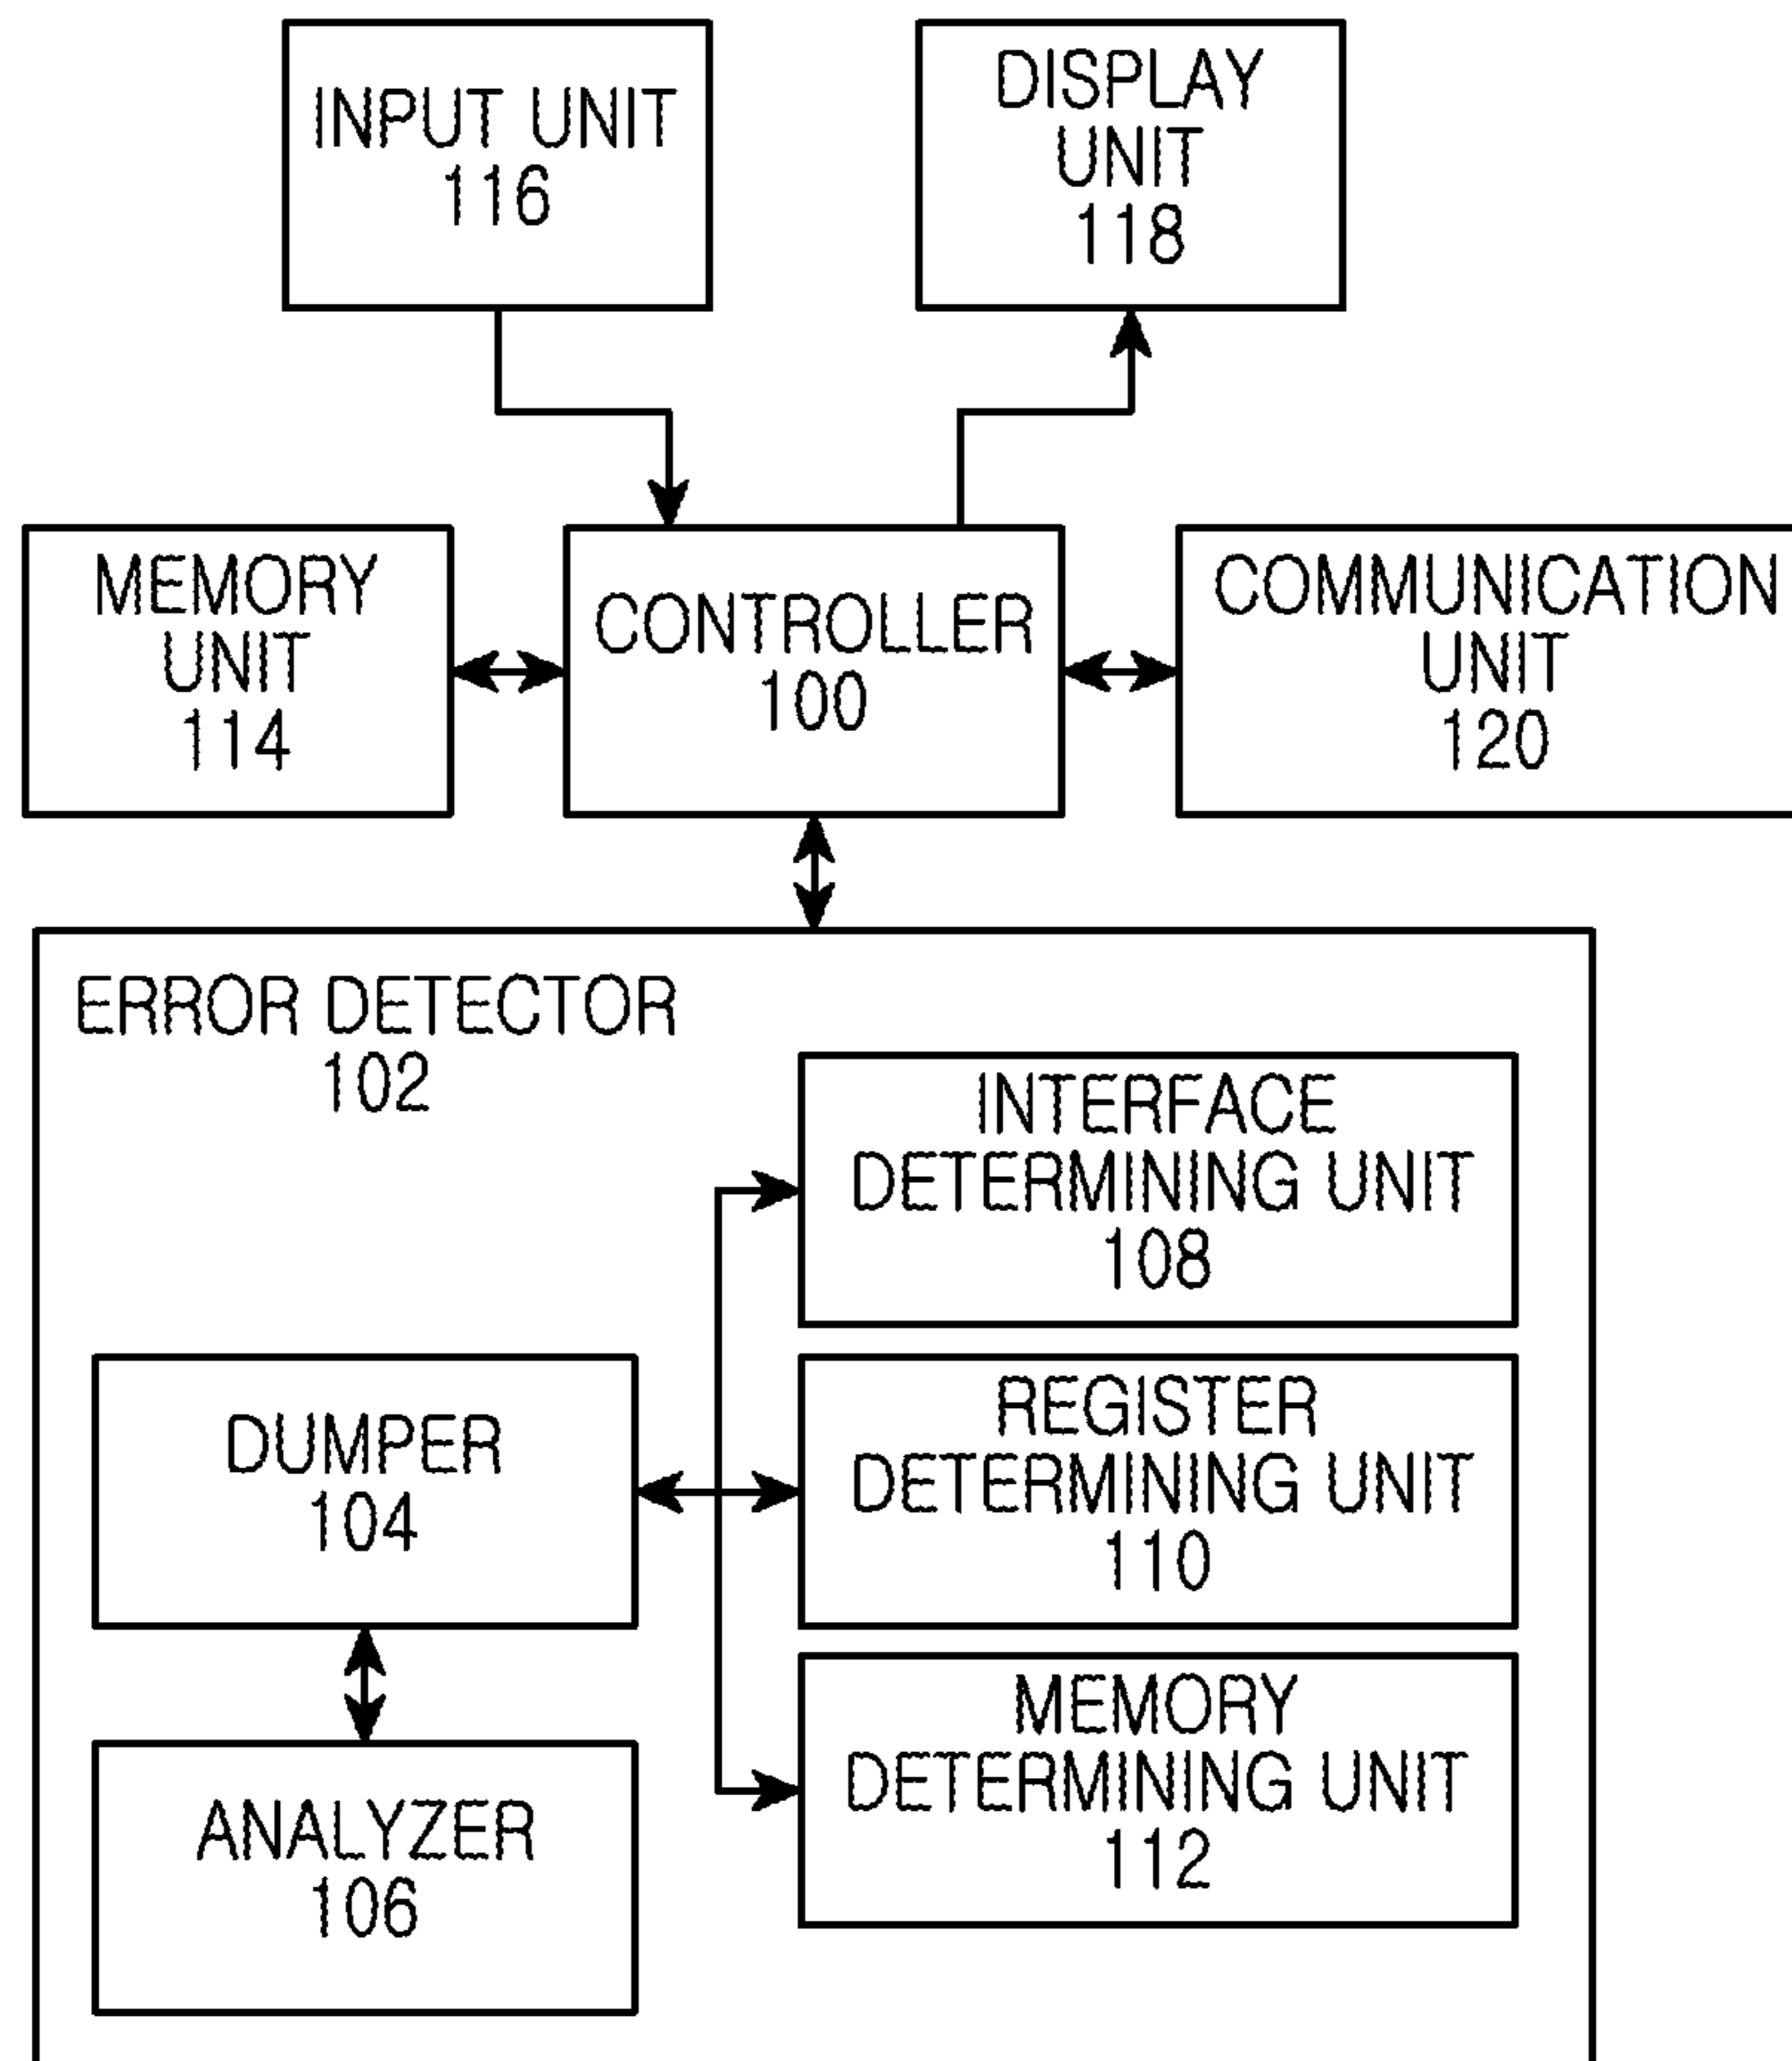 INPUT UNIT
116
DISPLAY
UNIT
118
MEMORY
UNIT
114
CONTROLLER
100
COMMUNICATION
UNIT
120
ERROR DETECTOR
102
INTERFACE
DETERMINING UNIT
108
DUMPER
104
REGISTER
DETERMINING UNIT
110
ANALYZER
106
MEMORY
DETERMINING UNIT
112